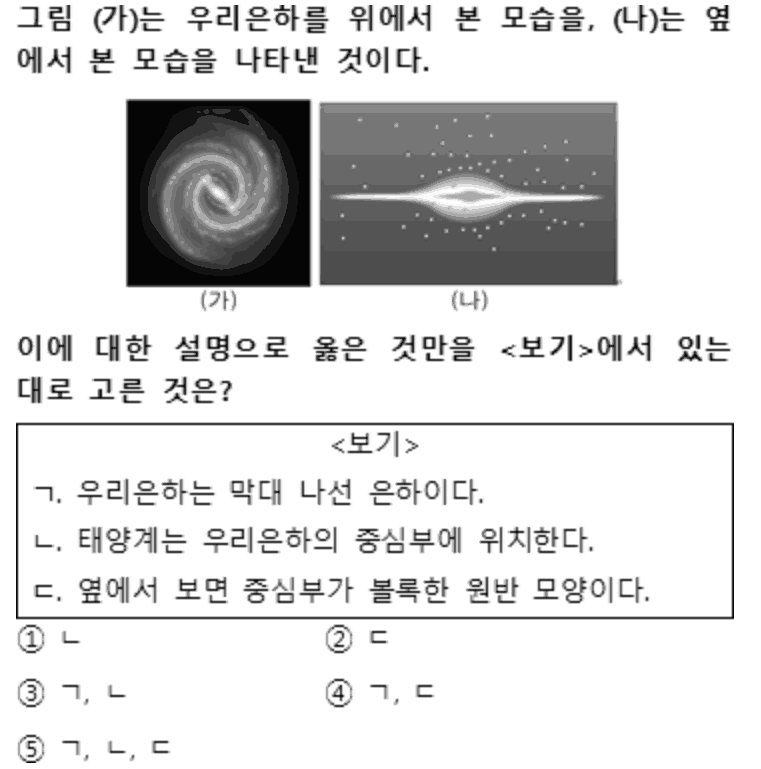 그림 (가)는 우리은하를 위에서 본 모습을, (나)는 옆
에서 본 모습을 나타낸 것이다.
(가) (나)
이에 대한 설명으로 옳은 것만을 <보기>에서 있는
대로 고른 것은?
<보기>
ㄱ. 우리은하는 막대 나선 은하이다.
ㄴ. 태양계는 우리은하의 중심부에 위치한다.
ㄷ. 옆에서 보면 중심부가 볼록한 원반 모양이다.
① ㄴ ② ㄷ
③ ㄱ, ㄴ ④ ㄱ, ㄷ
⑤ ㄱ, ㄴ, ㄷ